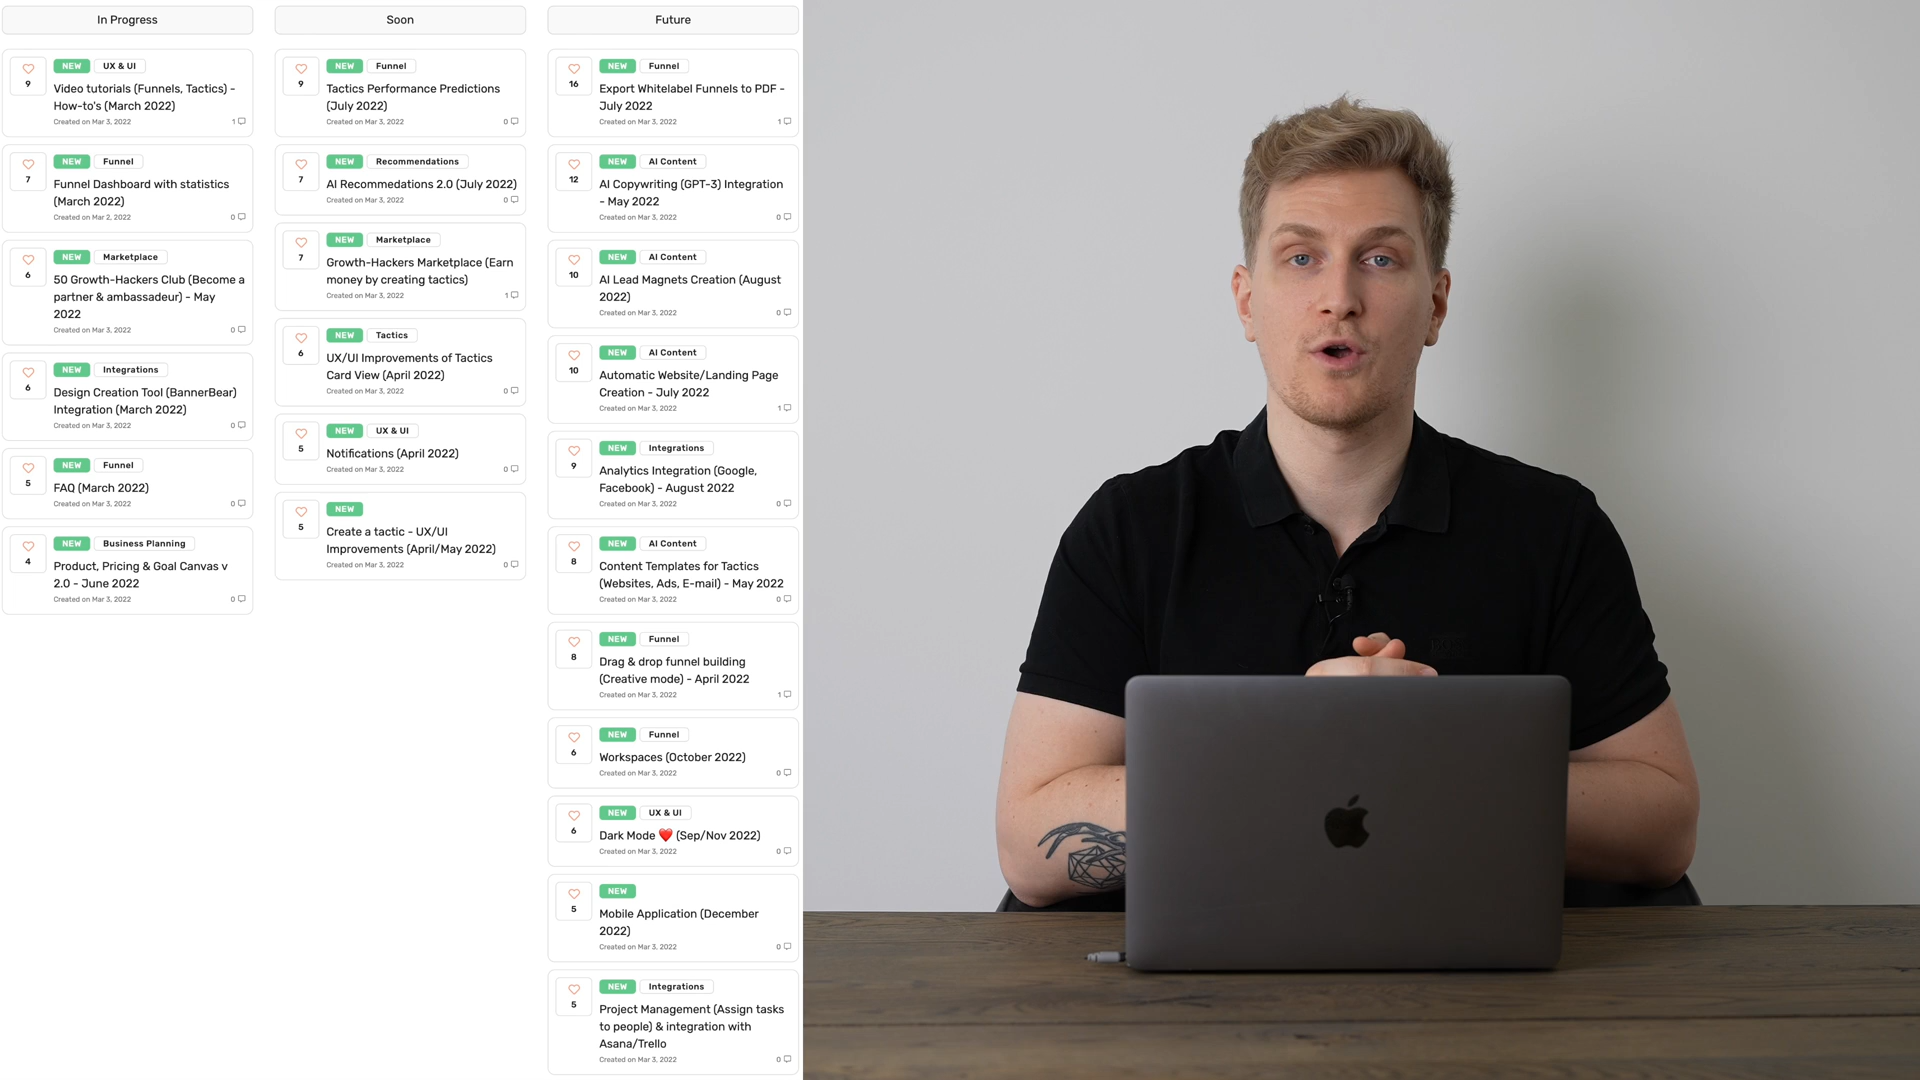 In Progress
9
NEW UX & UI
Video tutorials (Funnels, Tactics) -
How-to's (March 2022)
Created on Mar 3, 2022 1
7
NEW Funnel
Funnel Dashboard with statistics
(March 2022)
Created on Mar 2, 2022 0
6
NEW Marketplace
50 Growth-Hackers Club (Become a
partner & ambassadeur) - May
2022
Created on Mar 3, 2022 0
6
NEW Integrations
Design Creation Tool (BannerBear)
Integration (March 2022)
Created on Mar 3, 2022 0
5
NEW Funnel
FAQ (March 2022)
Created on Mar 3, 2022 0
4
NEW Business Planning
Product, Pricing & Goal Canvas v
2.0 - June 2022
Created on Mar 3, 2022 0
Soon
9
NEW Funnel
Tactics Performance Predictions
(July 2022)
Created on Mar 3, 2022 0
7
NEW Recommendations
AI Recommedations 2.0 (July 2022)
Created on Mar 3, 2022 0
7
NEW Marketplace
Growth-Hackers Marketplace (Earn
money by creating tactics)
Created on Mar 3, 2022 1
6
NEW Tactics
UX/UI Improvements of Tactics
Card View (April 2022)
Created on Mar 3, 2022 0
5
NEW UX & UI
Notifications (April 2022)
Created on Mar 3, 2022 0
5
NEW
Create a tactic - UX/UI
Improvements (April/May 2022)
Created on Mar 3, 2022 0
Future
16
NEW Funnel
Export Whitelabel Funnels to PDF -
July 2022
Created on Mar 3, 2022 1
12
NEW AI Content
AI Copywriting (GPT-3) Integration
- May 2022
Created on Mar 3, 2022 0
10
NEW AI Content
AI Lead Magnets Creation (August
2022)
Created on Mar 3, 2022 0
10
NEW AI Content
Automatic Website/Landing Page
Creation - July 2022
Created on Mar 3, 2022 1
9
NEW Integrations
Analytics Integration (Google,
Facebook) - August 2022
Created on Mar 3, 2022 0
8
NEW AI Content
Content Templates for Tactics
(Websites, Ads, E-mail) - May 2022
Created on Mar 3, 2022 0
8
NEW Funnel
Drag & drop funnel building
(Creative mode) - April 2022
Created on Mar 3, 2022 1
6
NEW Funnel
Workspaces (October 2022)
Created on Mar 3, 2022 0
6
NEW UX & UI
Dark Mode ❤️ (Sep/Nov 2022)
Created on Mar 3, 2022 0
5
NEW
Mobile Application (December
2022)
Created on Mar 3, 2022 0
5
NEW Integrations
Project Management (Assign tasks
to people) & integration with
Asana/Trello
Created on Mar 3, 2022 0